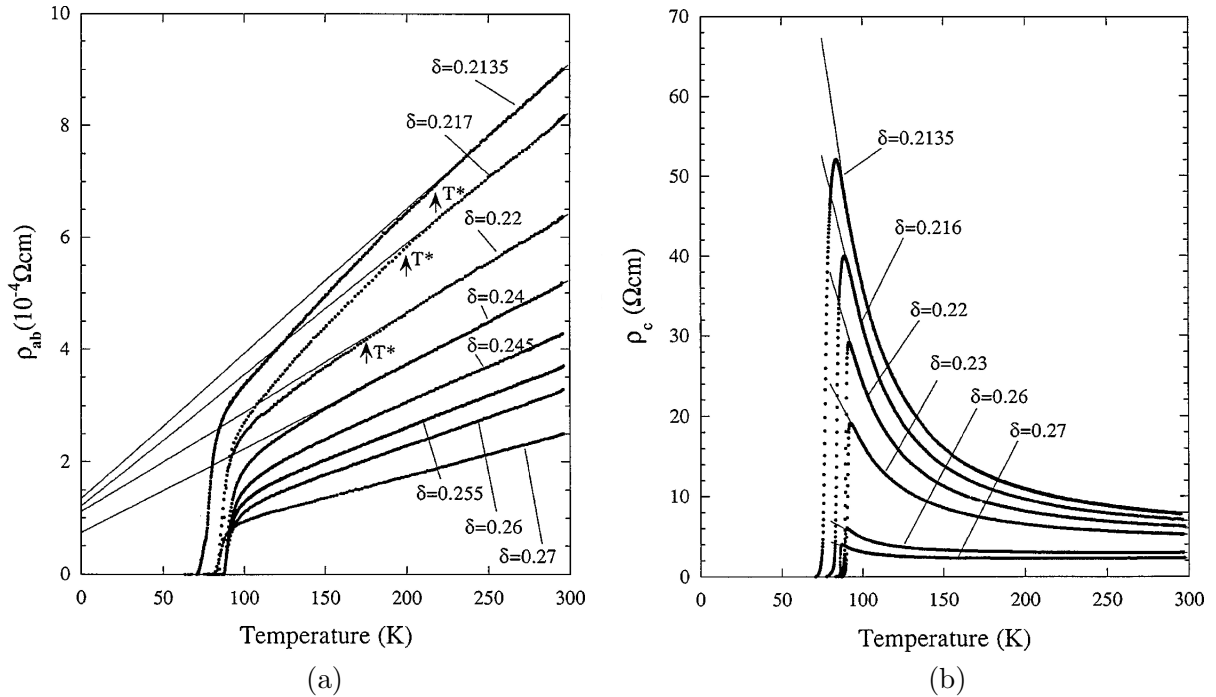 10
8
6
4
2
0
ρab(10-4Ωcm)
0 50 100 150 200 250 300
Temperature (K)
δ=0.2135
δ=0.217
T*
δ=0.22
T*
δ=0.24
T*
δ=0.245
δ=0.255
δ=0.26
δ=0.27
(a)
70
60
50
40
30
20
10
0
ρc (Ωcm)
0 50 100 150 200 250 300
Temperature (K)
δ=0.2135
δ=0.216
δ=0.22
δ=0.23
δ=0.26
δ=0.27
(b)